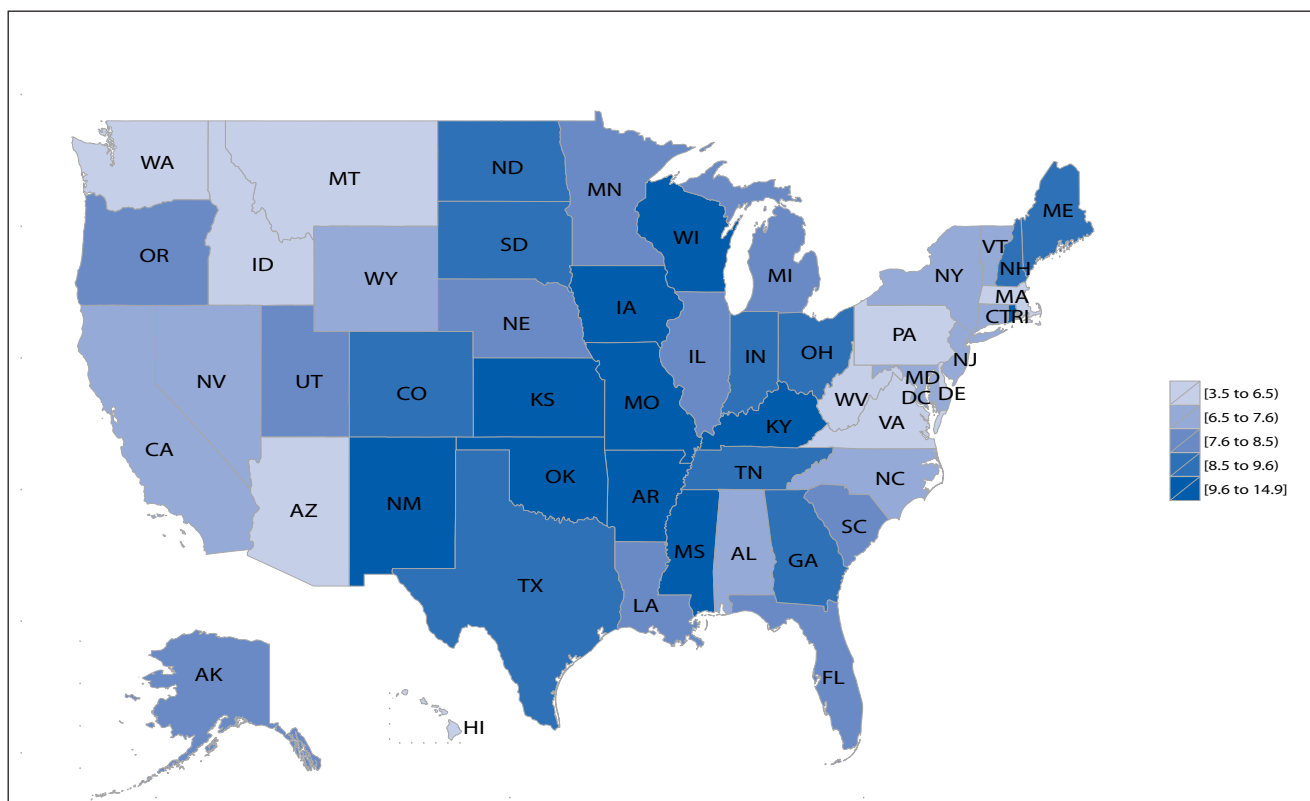 WA
MT
ND
MN
ME
OR
ID
SD
WI
VT
NH
WY
NY
MI
MA
CT
RI
IA
NE
PA
NV
UT
CO
IL
IN
OH
NJ
MD
DE
DC
KS
MO
WV
KY
VA
CA
TN
NC
OK
AR
AZ
NM
SC
MS
AL
GA
TX
LA
AK
FL
HI
[3.5 to 6.5)
[6.5 to 7.6)
[7.6 to 8.5)
[8.5 to 9.6)
[9.6 to 14.9]